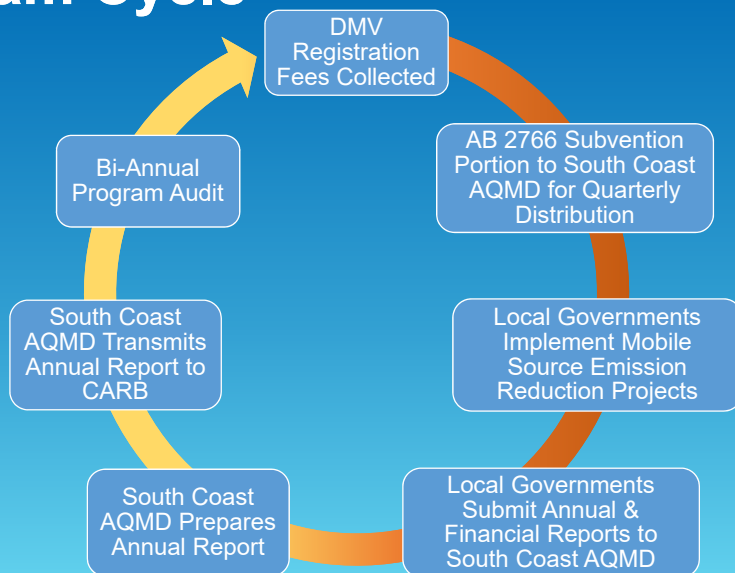 Cycle
DMV
Registration
Fees Collected
AB 2766 Subvention
Portion to South Coast
AQMD for Quarterly
Distribution
Local Governments
Implement Mobile
Source Emission
Reduction Projects
Local Governments
Submit Annual &
Financial Reports to
South Coast AQMD
South Coast
AQMD Prepares
Annual Report
South Coast
AQMD Transmits
Annual Report to
CARB
Bi-Annual
Program Audit